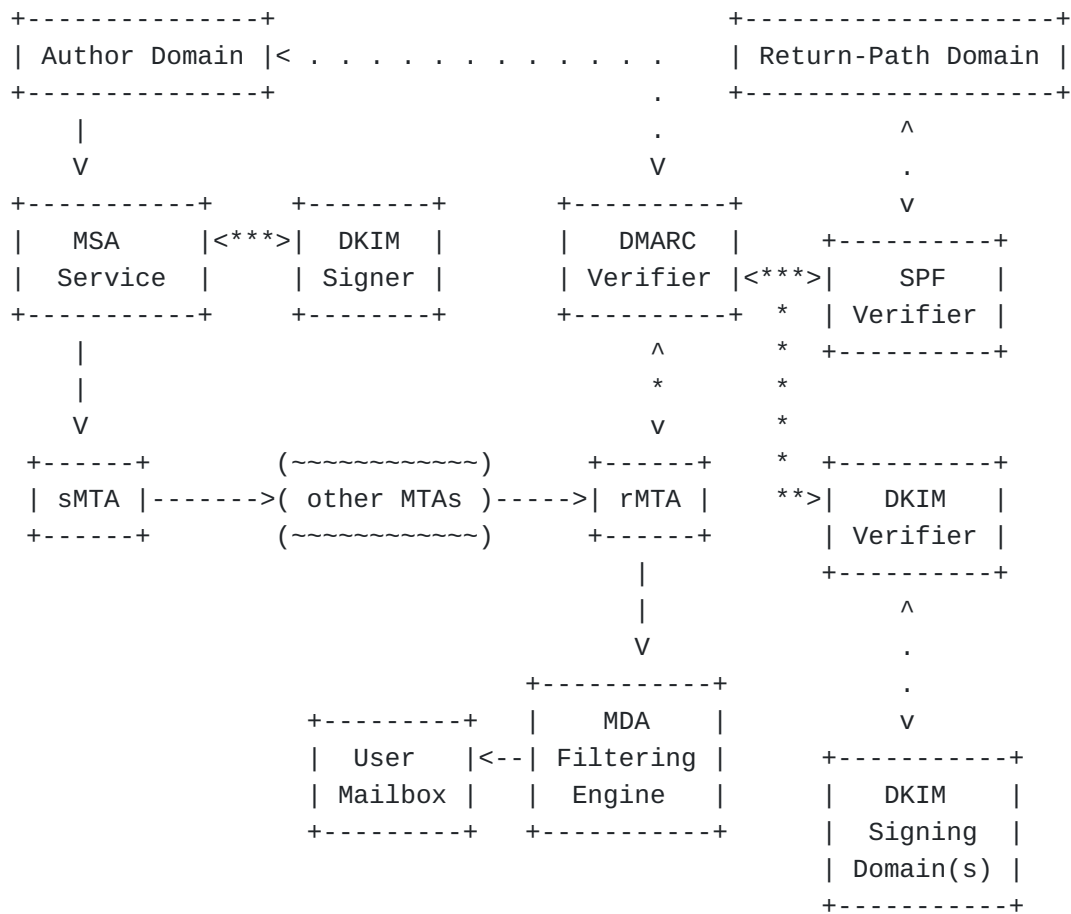 Author Domain
Return-Path Domain
MSA
Service
DKIM
Signer
DMARC
Verifier
SPF
Verifier
sMTA
other MTAs
rMTA
DKIM
Verifier
User
Mailbox
MDA
Filtering
Engine
DKIM
Signing
Domain(s)